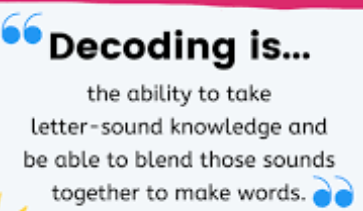 “Decoding is...
the ability to take
letter-sound knowledge and
be able to blend those sounds
together to make words.”